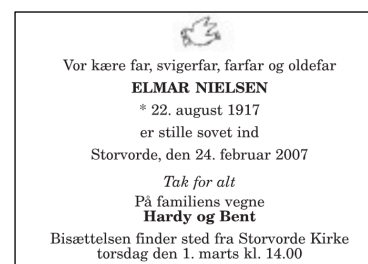 Vor kære far, svigerfar, farfar og oldefar
ELMAR NIELSEN
* 22. august 1917
er stille sovet ind
Storvorde, den 24. februar 2007
Tak for alt
På familiens vegne
Hardy og Bent
Bisættelsen finder sted fra Storvorde Kirke
torsdag den 1. marts kl. 14.00